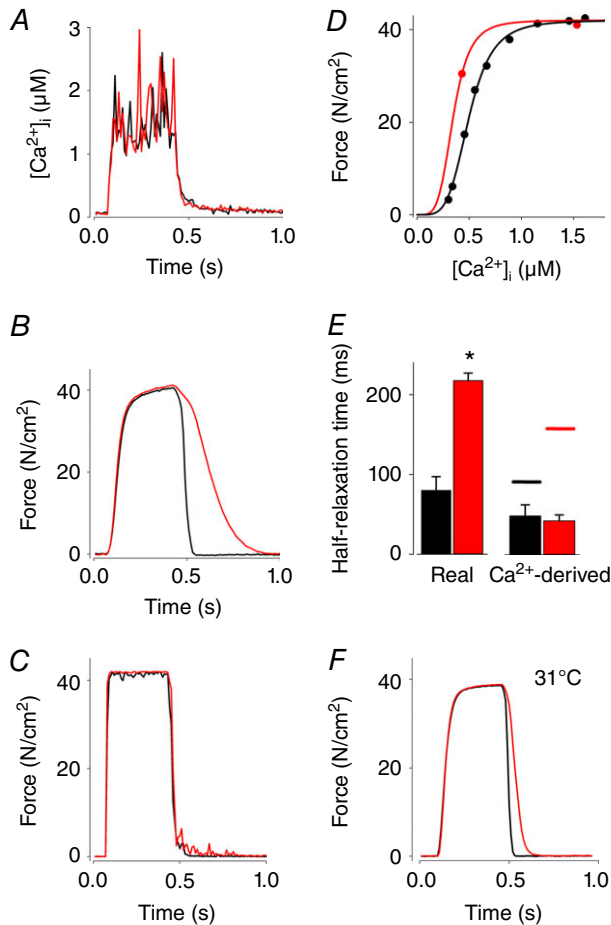 A
3
2
1
0
[Ca²⁺]ᵢ (µM)
0.0 0.5 1.0
Time (s)
D
40
20
0
Force (N/cm²)
0.0 0.5 1.0 1.5
[Ca²⁺]ᵢ (µM)
B
40
20
0
Force (N/cm²)
0.0 0.5 1.0
Time (s)
E
*
200
100
0
Half-relaxation time (ms)
Real Ca²⁺-derived
C
40
20
0
Force (N/cm²)
0.0 0.5 1.0
Time (s)
F
31°C
40
20
0
Force (N/cm²)
0.0 0.5 1.0
Time (s)